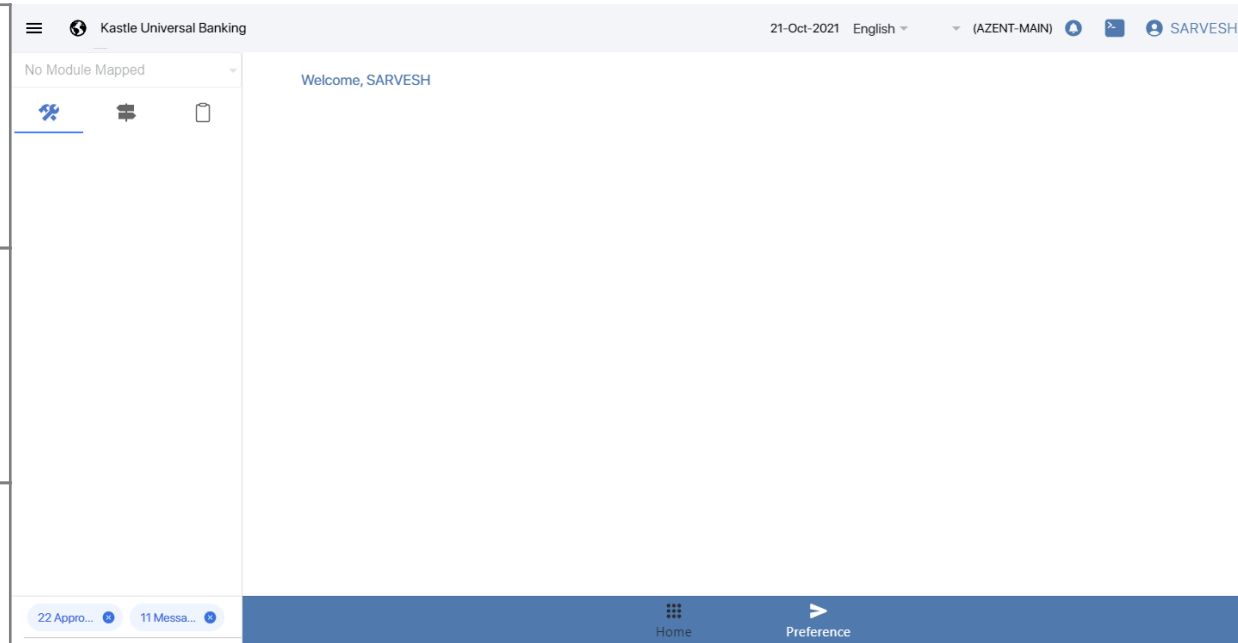 Kastle Universal Banking 21-Oct-2021 English (AZENT-MAIN) SARVESH
No Module Mapped
Welcome, SARVESH
22 Appro... 11 Messa...
Home Preference